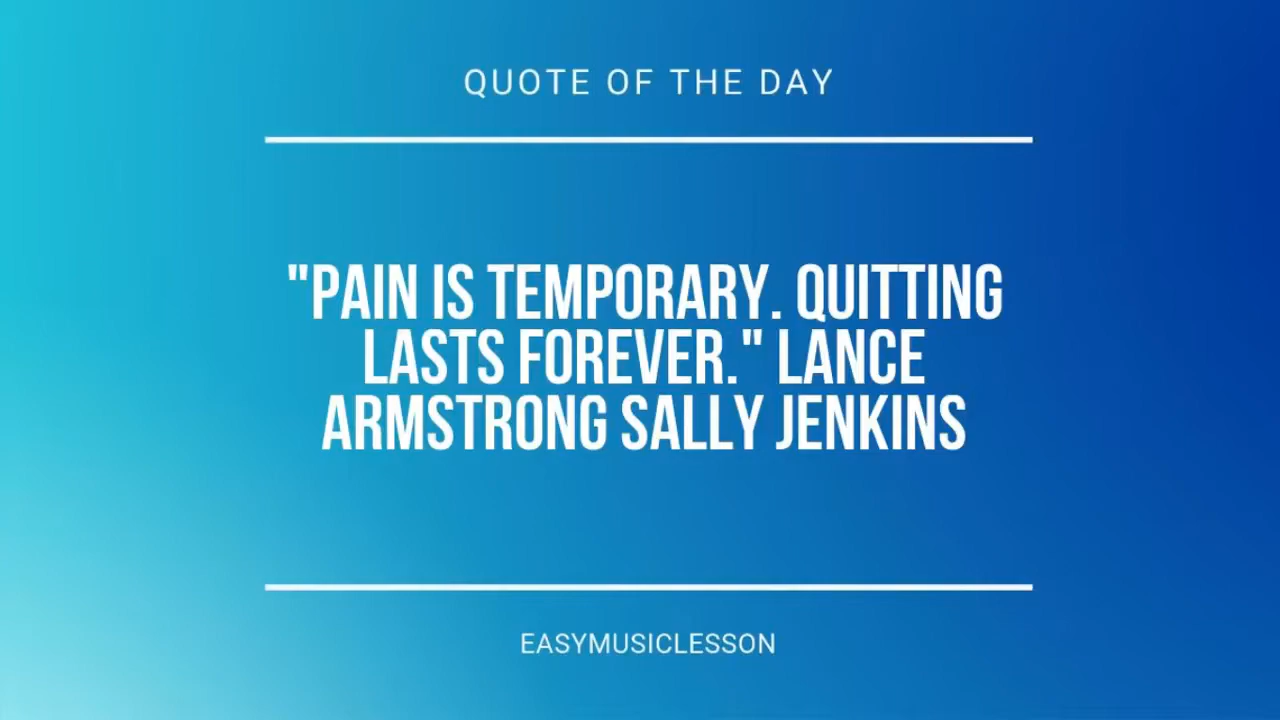 QUOTE OF THE DAY
"PAIN IS TEMPORARY. QUITTING
LASTS FOREVER." LANCE
ARMSTRONG SALLY JENKINS
EASYMUSICLESSON